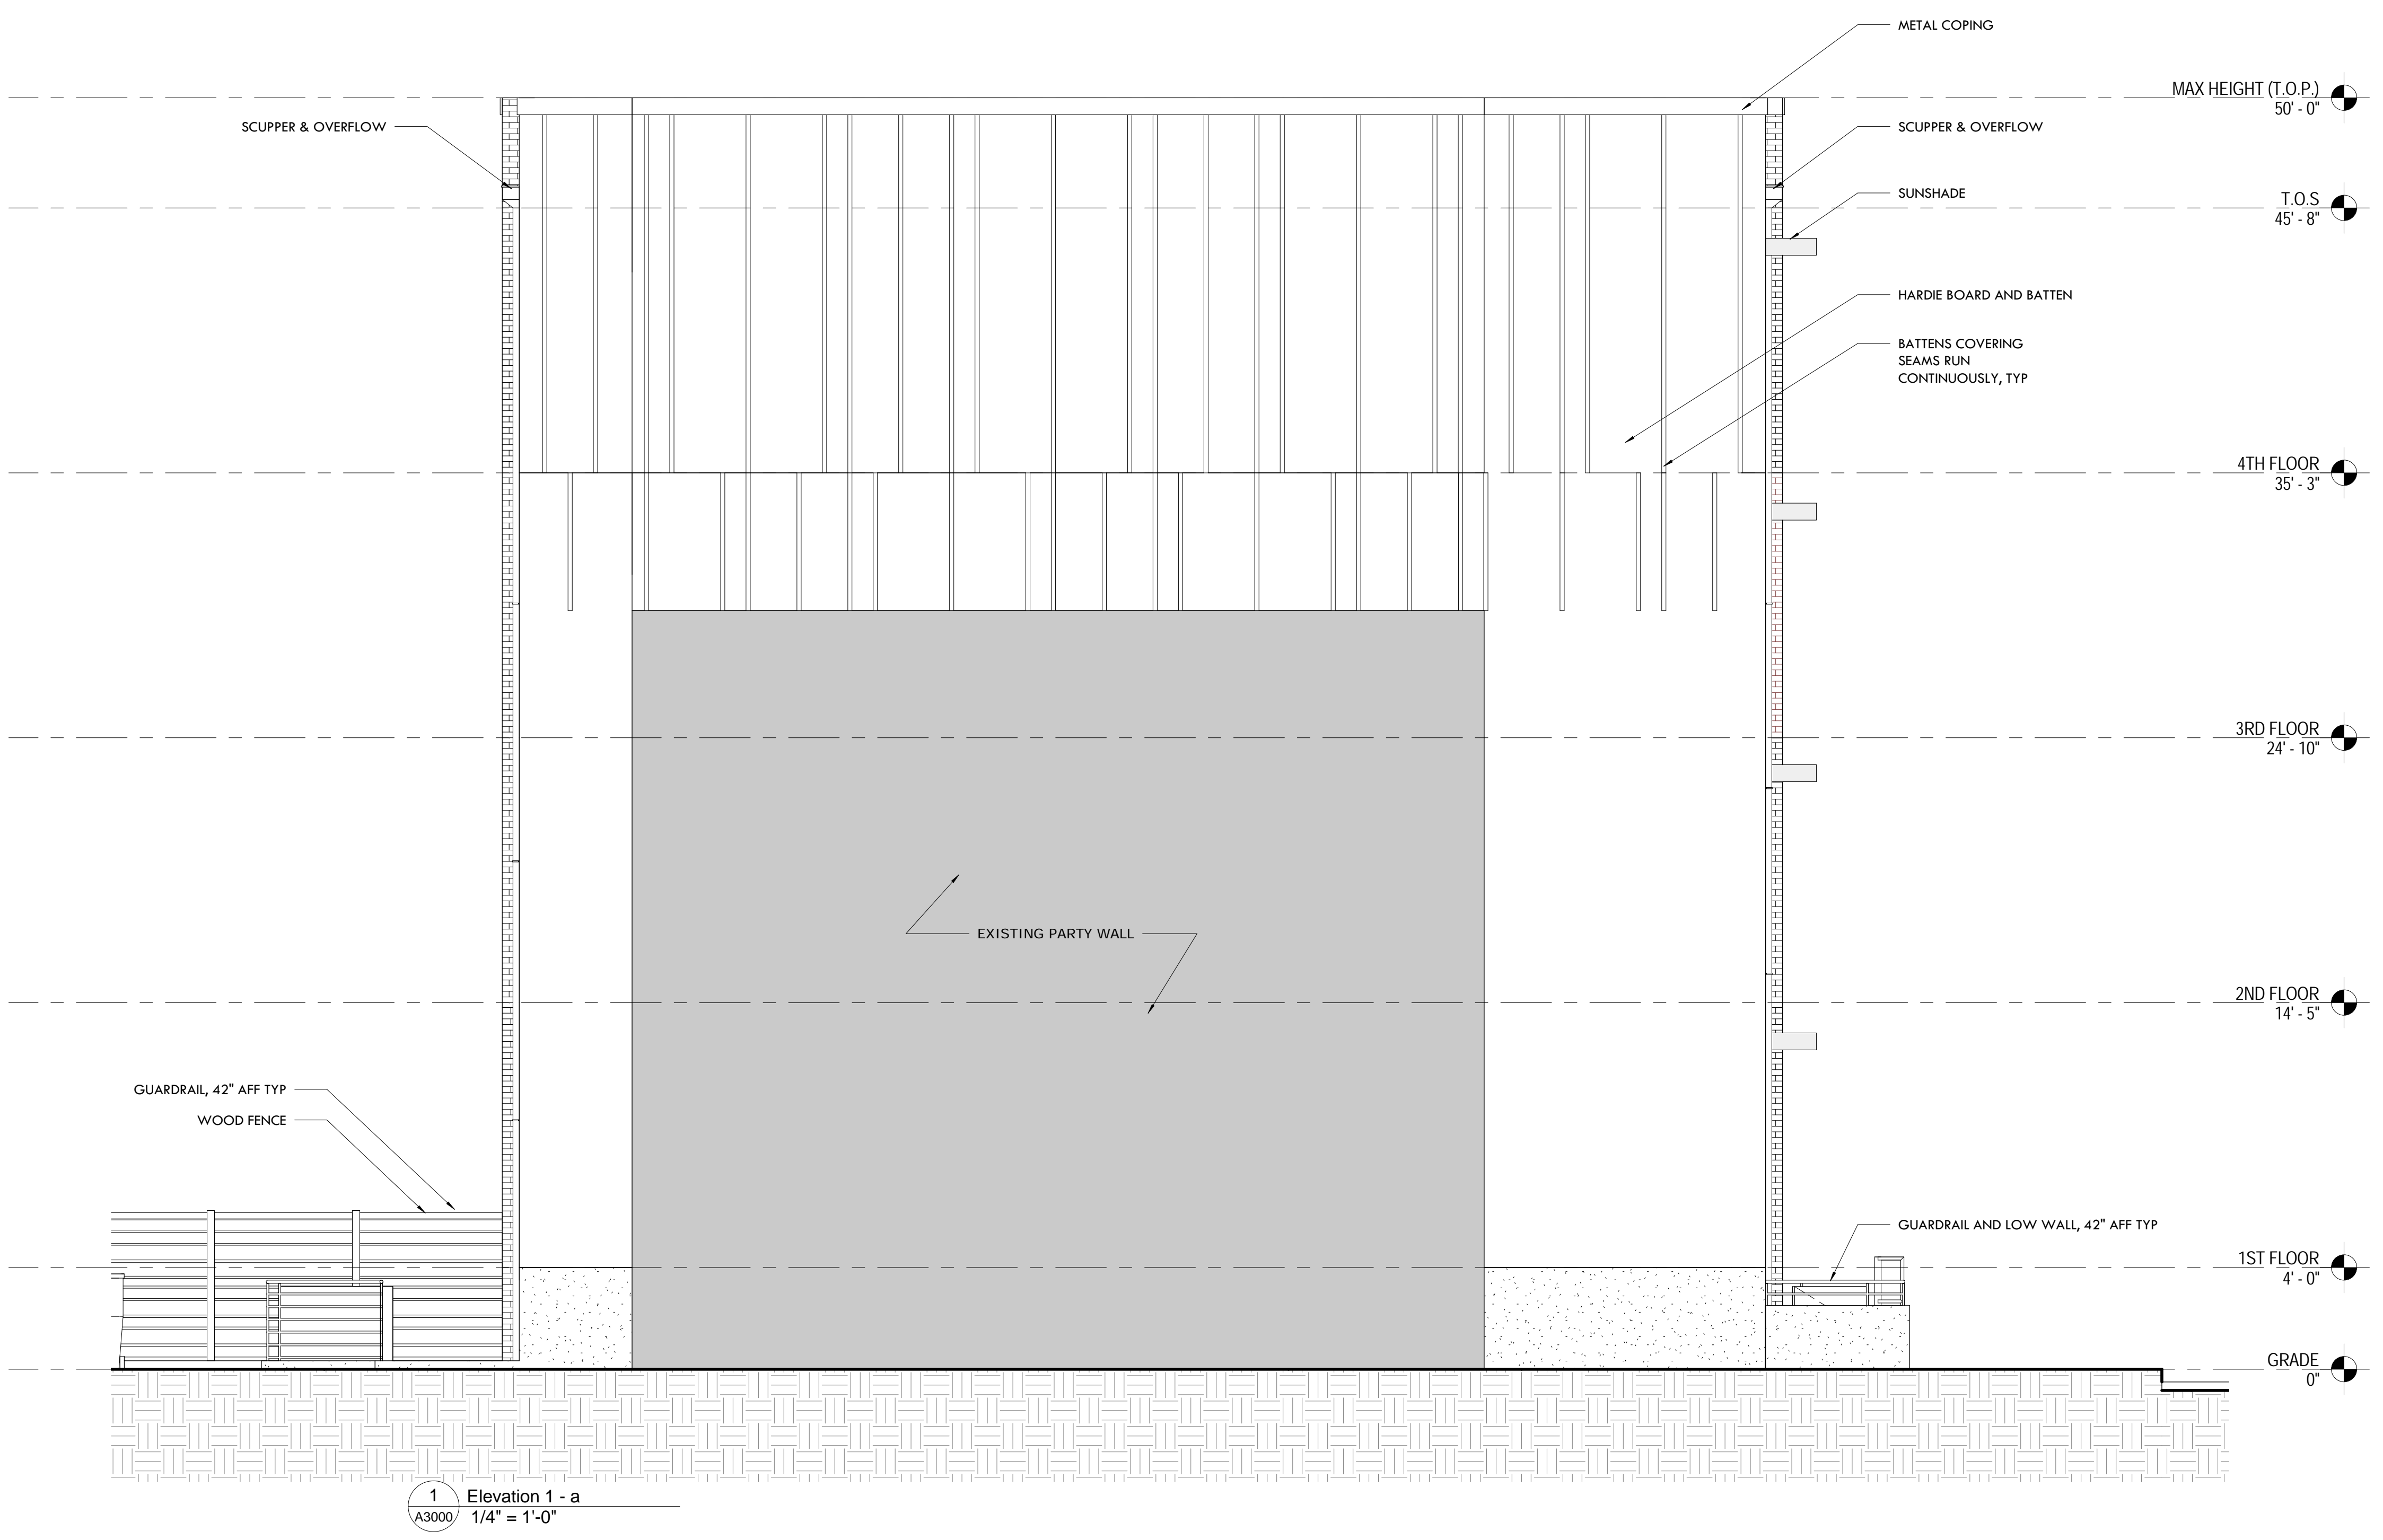 METAL COPING
MAX HEIGHT (T.O.P.)
50' - 0"
SCUPPER & OVERFLOW
SCUPPER & OVERFLOW
SUNSHADE
T.O.S
45' - 8"
HARDIE BOARD AND BATTEN
BATTENS COVERING
SEAMS RUN
CONTINUOUSLY, TYP
4TH FLOOR
35' - 3"
3RD FLOOR
24' - 10"
EXISTING PARTY WALL
2ND FLOOR
14' - 5"
GUARDRAIL, 42" AFF TYP
WOOD FENCE
GUARDRAIL AND LOW WALL, 42" AFF TYP
1ST FLOOR
4' - 0"
GRADE
0"
1
A3000
Elevation 1 - a
1/4" = 1'-0"